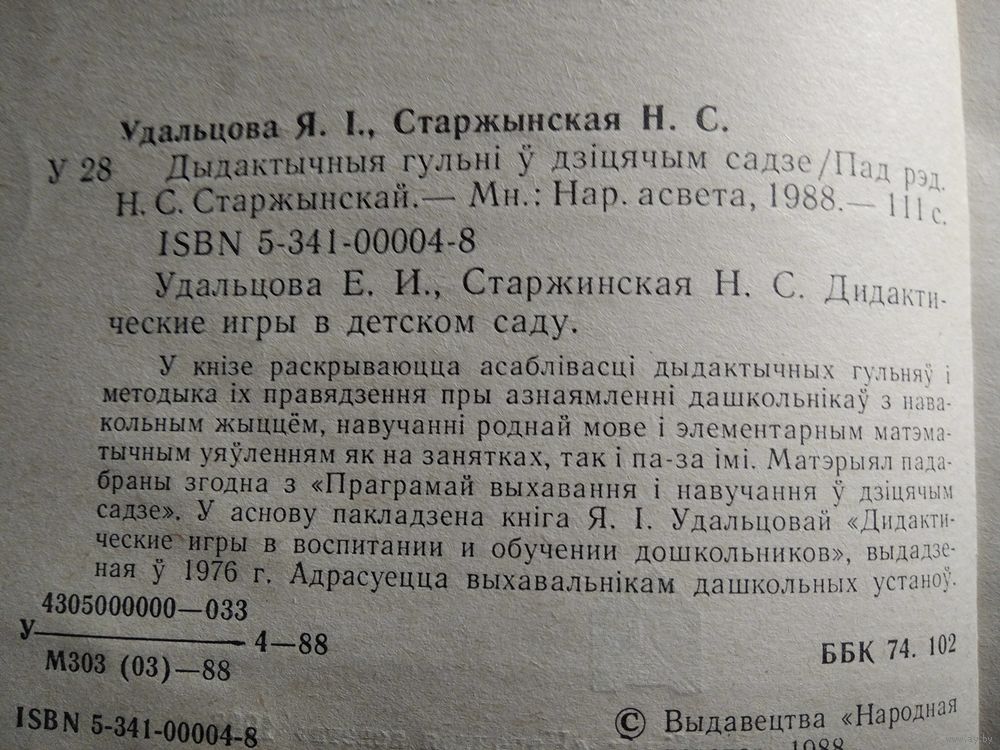 Удальцова Я. І., Старжынская Н. С.
У 28 Дыдактычныя гульні ў дзіцячым садзе/Пад рэд.
Н. С. Старжынскай.— Мн.: Нар. асвета, 1988.— 111 с.
ISBN 5-341-00004-8
Удальцова Е. И., Старжинская Н. С. Дидакти-
ческие игры в детском саду.
У кнізе раскрываюцца асаблівасці дыдактычных гульняў і
методыка іх правядзення пры азнаямленні дашкольнікаў з нава-
кольным жыццём, навучанні роднай мове і элементарным матэма-
тычным уяўленням як на занятках, так і па-за імі. Матэрыял пада-
браны згодна з «Праграмай выхавання і навучання ў дзіцячым
садзе». У аснову пакладзена кніга Я. І. Удальцовай «Дидакти-
ческие игры в воспитании и обучении дошкольников», выдадзе-
ная ў 1976 г. Адрасуецца выхавальнікам дашкольных устаноў.
4305000000—033
У 4—88
М303 (03)—88
ББК 74. 102
ISBN 5-341-00004-8
© Выдавецтва «Народная
1988